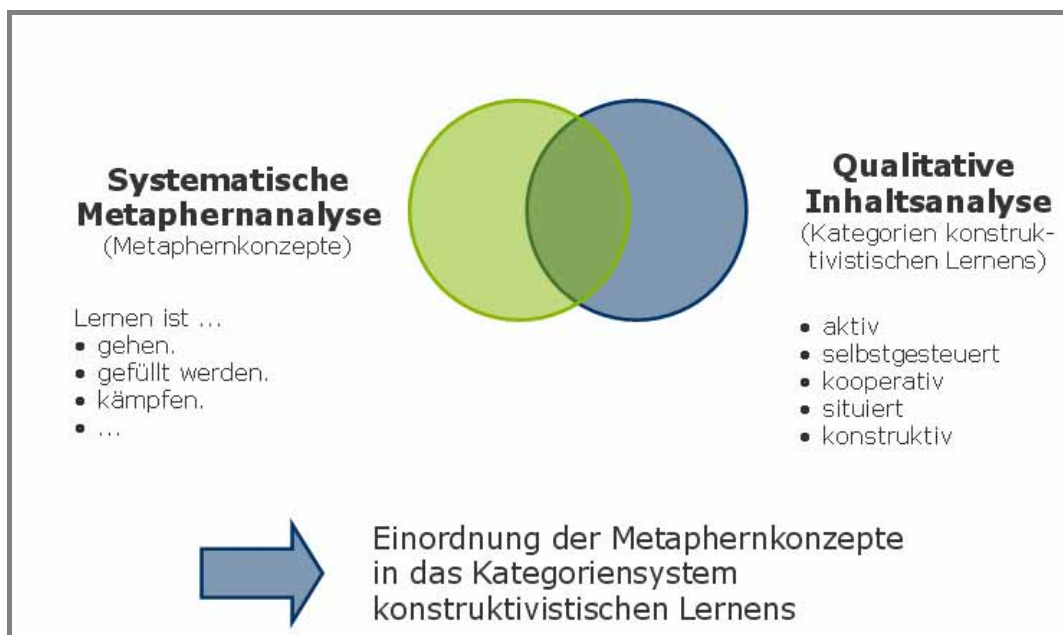 Systematische
Metaphernanalyse
(Metaphernkonzepte)
Lernen ist ...
• gehen.
• gefüllt werden.
• kämpfen.
• ...
Qualitative
Inhaltsanalyse
(Kategorien konstruk-
tivistischen Lernens)
• aktiv
• selbstgesteuert
• kooperativ
• situiert
• konstruktiv
Einordnung der Metaphernkonzepte
in das Kategoriensystem
konstruktivistischen Lernens